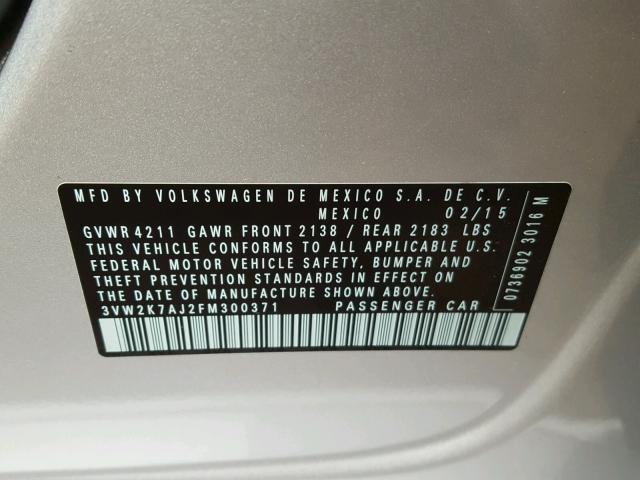 MFD BY VOLKSWAGEN DE MEXICO S.A. DE C.V.
MEXICO 02/15
GVWR 4211 GAWR FRONT 2138 / REAR 2183 LBS
THIS VEHICLE CONFORMS TO ALL APPLICABLE U.S.
FEDERAL MOTOR VEHICLE SAFETY, BUMPER AND
THEFT PREVENTION STANDARDS IN EFFECT ON
THE DATE OF MANUFACTURE SHOWN ABOVE.
3VW2K7AJ2FM300371 PASSENGER CAR
0736902 3016 M